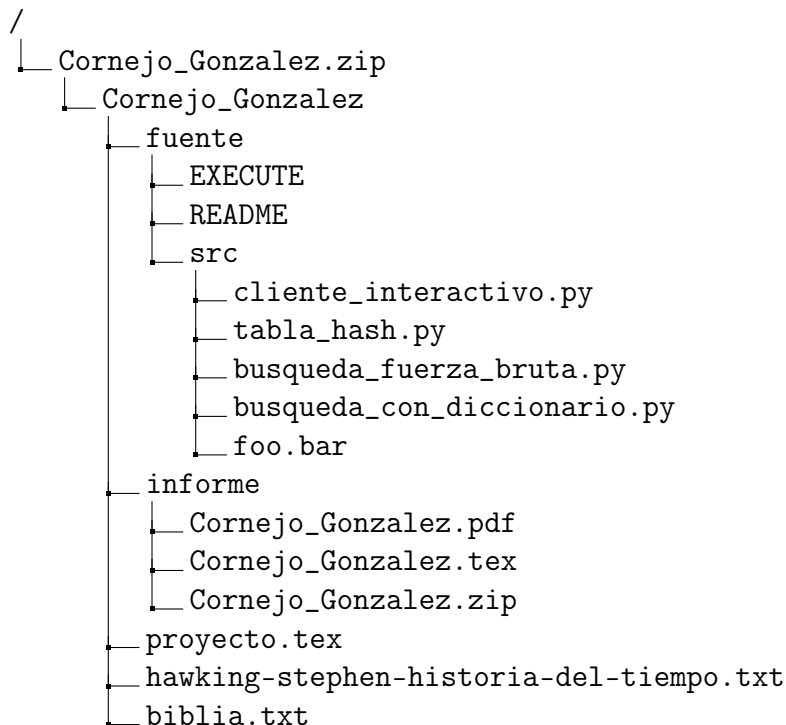 /
Cornejo_Gonzalez.zip
Cornejo_Gonzalez
fuente
EXECUTE
README
src
cliente_interactivo.py
tabla_hash.py
busqueda_fuerza_bruta.py
busqueda_con_diccionario.py
foo.bar
informe
Cornejo_Gonzalez.pdf
Cornejo_Gonzalez.tex
Cornejo_Gonzalez.zip
proyecto.tex
hawking-stephen-historia-del-tiempo.txt
biblia.txt